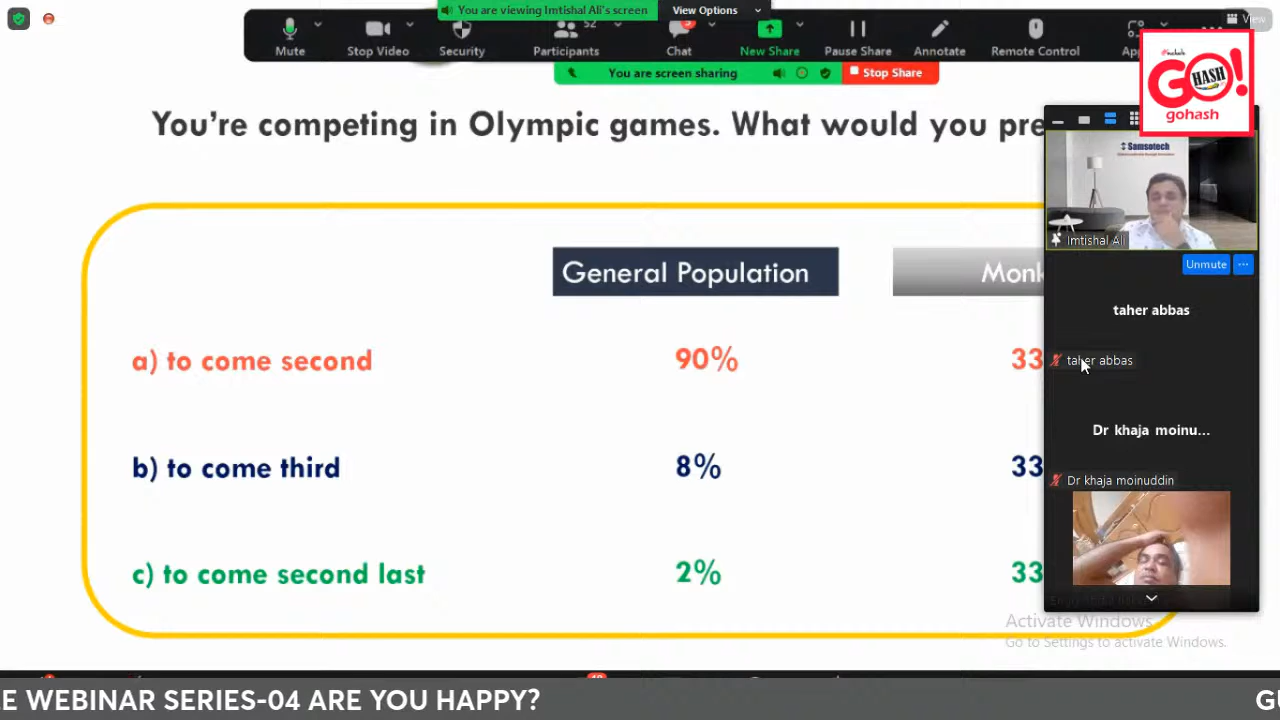 You are viewing Imtishal Ali's screen
View Options
View
52
5
Mute
Stop Video
Security
Participants
Chat
New Share
Pause Share
Annotate
Remote Control
You are screen sharing
Stop Share
GO!
HASH
gohash
You're competing in Olympic games. What would you
Samsotech
Imtishal Ali
Unmute
General Population
taher abbas
a) to come second
90%
33
taher abbas
Dr khaja moinu...
b) to come third
8%
33
Dr khaja moinuddin
c) to come second last
2%
33
Activate Windows
Go to Settings to activate Windows.
E WEBINAR SERIES-04 ARE YOU HAPPY?